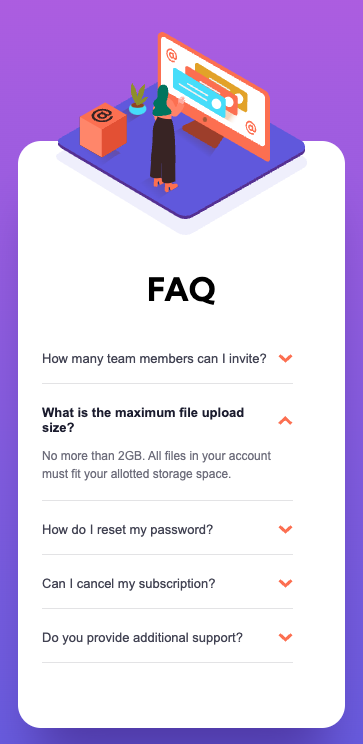 FAQ
How many team members can I invite?
What is the maximum file upload
size?
No more than 2GB. All files in your account
must fit your allotted storage space.
How do I reset my password?
Can I cancel my subscription?
Do you provide additional support?